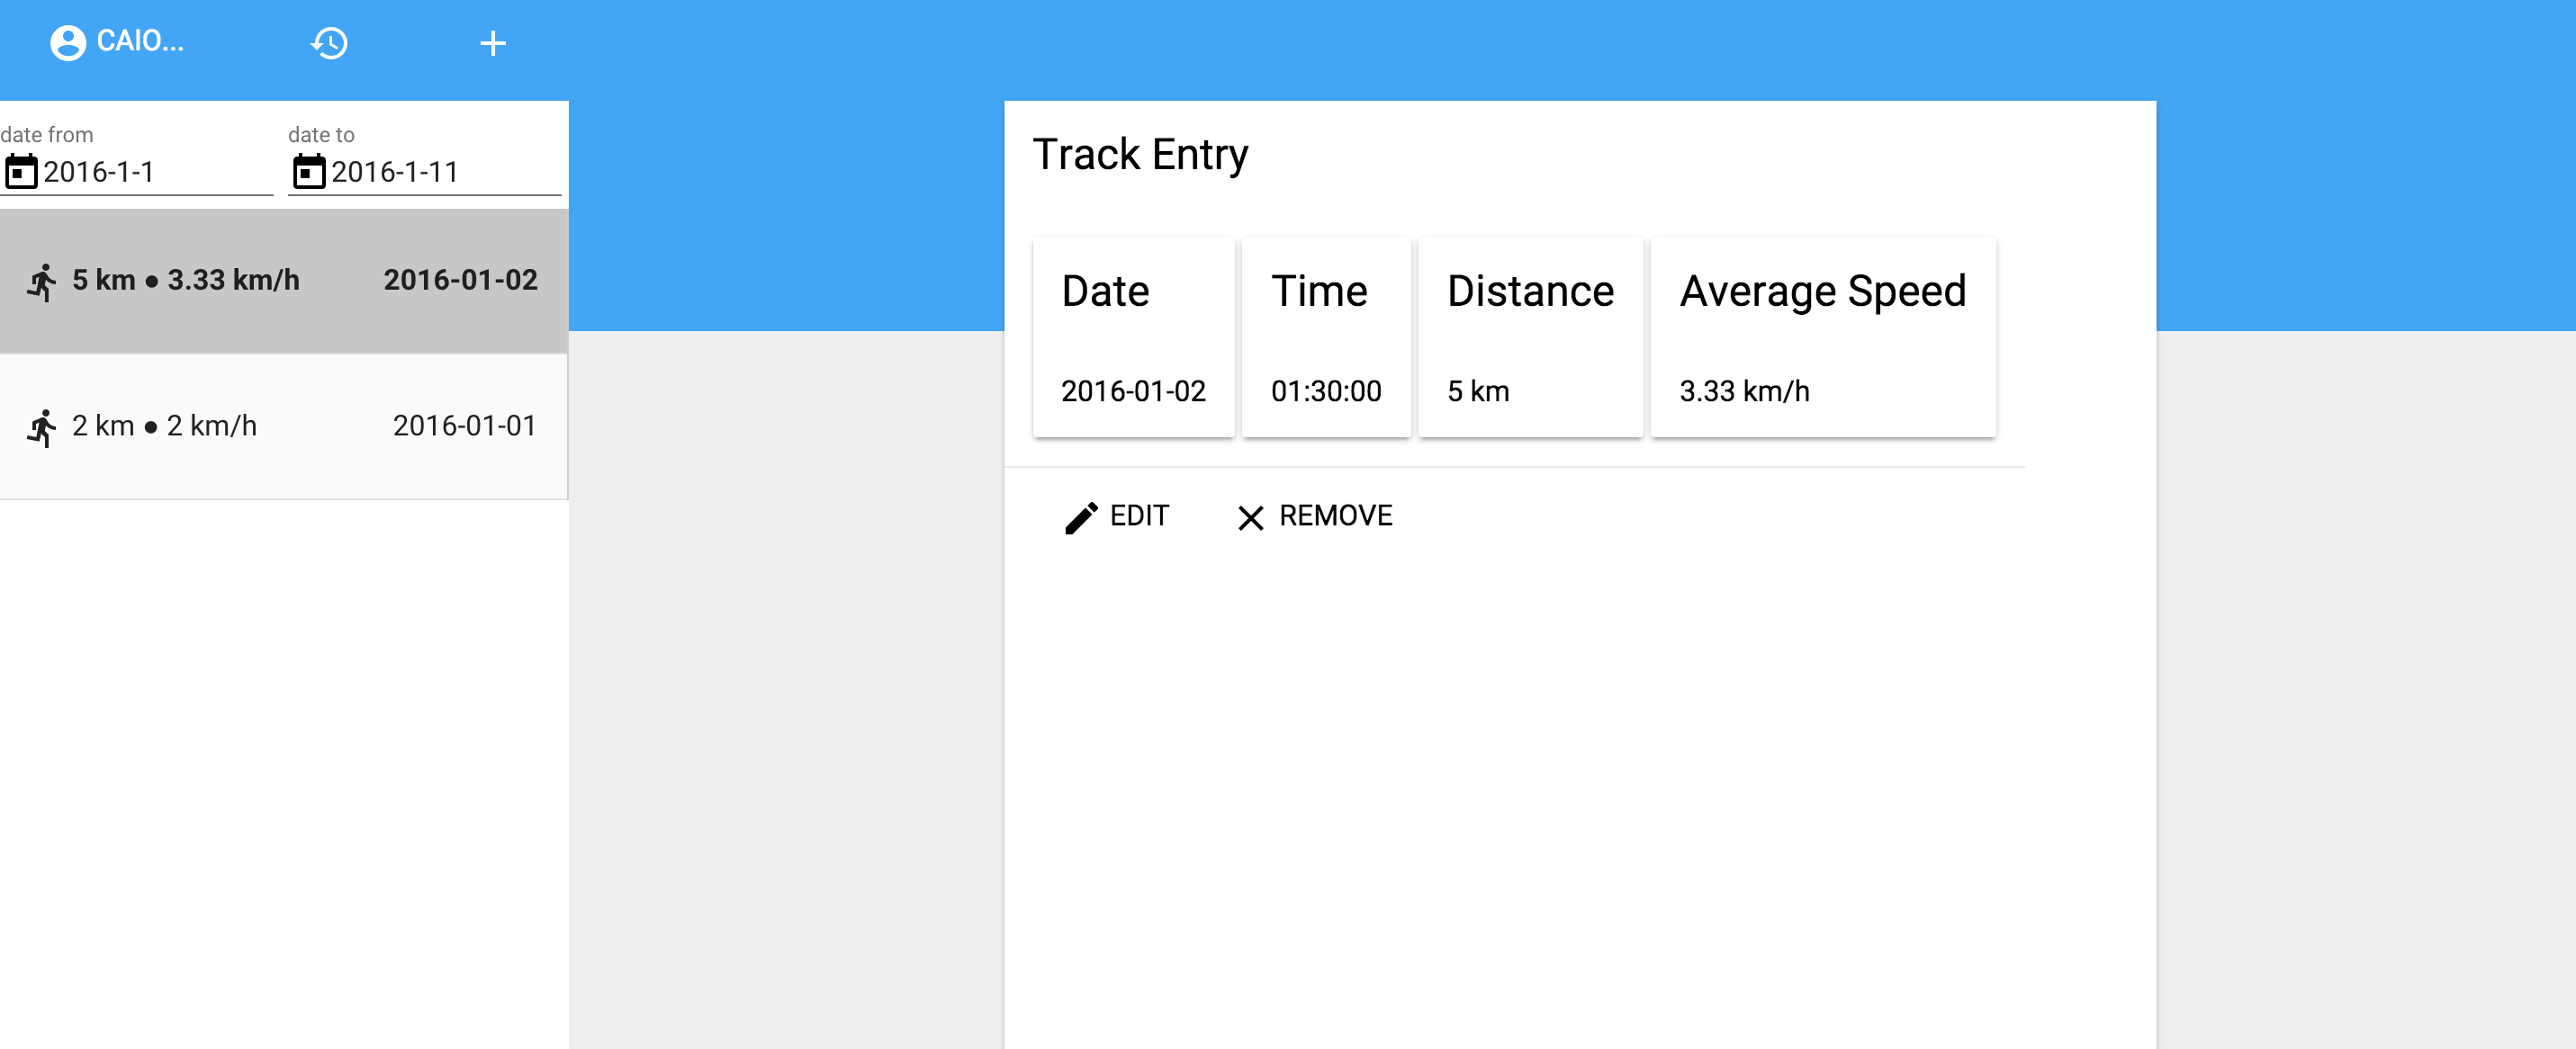 CAIO...
date from
date to
2016-1-1
2016-1-11
5 km ● 3.33 km/h
2016-01-02
2 km ● 2 km/h
2016-01-01
Track Entry
Date
Time
Distance
Average Speed
2016-01-02
01:30:00
5 km
3.33 km/h
EDIT
REMOVE